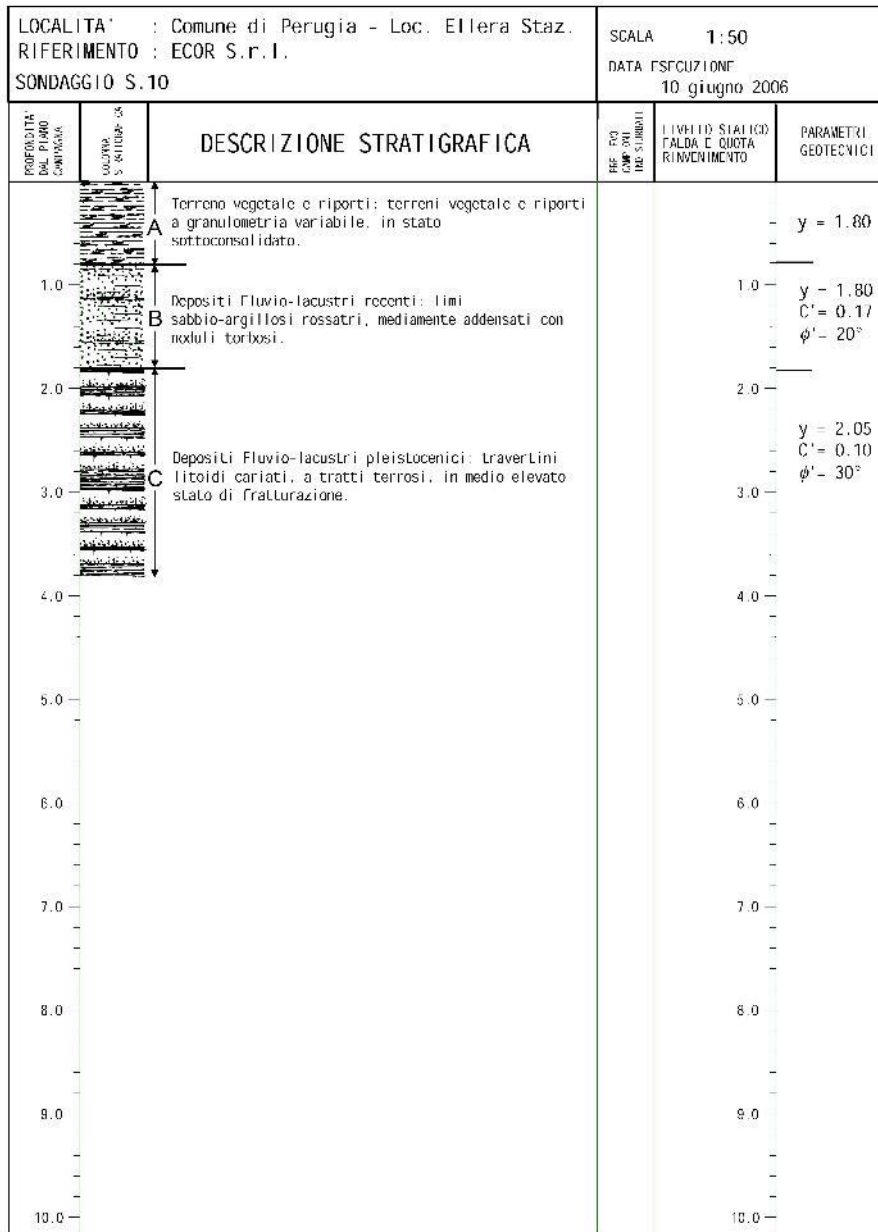 LOCALITA' : Comune di Perugia - Loc. Ellera Staz.
RIFERIMENTO : ECOR S.r.l.
SONDAGGIO S.10
SCALA 1:50
DATA ESECUZIONE
10 giugno 2006
PROFONDITA'
DAL PIANO
CAMPAGNA
COLONNA
DESCRIZIONE STRATIGRAFICA
CAMPIONI
INDISTURBATI
LIVELLO STATICO
FALDA E QUOTA
RINVENIMENTO
PARAMETRI
GEOTECNICI
A
Terreno vegetale e riporti: terreni vegetale e riporti
a granulometria variabile, in stato
sottoconsolidato.
y = 1.80
1.0
B
Depositi Fluvio-lacustri recenti: limi
sabbio-argillosi rossatri, mediamente addensati con
noduli torbosi.
1.0
y = 1.80
C'= 0.17
ϕ'= 20°
2.0
2.0
C
Depositi Fluvio-lacustri pleistocenici: travertini
litoidi cariati, a tratti terrosi, in medio elevato
stato di fratturazione.
y = 2.05
C'= 0.10
ϕ'= 30°
3.0
3.0
4.0
4.0
5.0
5.0
6.0
6.0
7.0
7.0
8.0
8.0
9.0
9.0
10.0
10.0